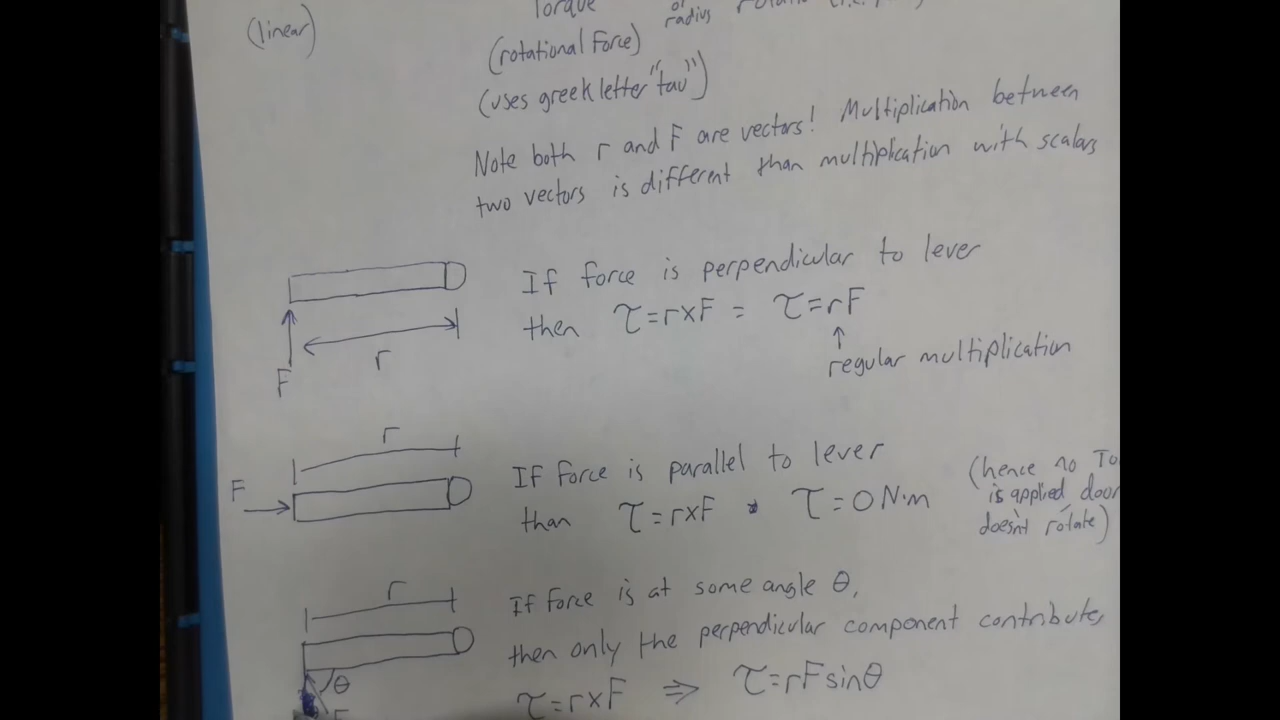 (linear)
Torque or
radius
(rotational Force)
(uses greek letter "tau")
Note both r and F are vectors! Multiplication between
two vectors is different than multiplication with scalars
If force is perpendicular to lever
then τ=r×F = τ=rF
↑
regular multiplication
F
r
r
F
If Force is parallel to lever
than τ=r×F τ=0 N·m
(hence no
is applied, door
doesn't rotate)
r
If Force is at some angle θ,
then only the perpendicular component contributes
τ=r×F ⇒ τ=rFsinθ
θ
F